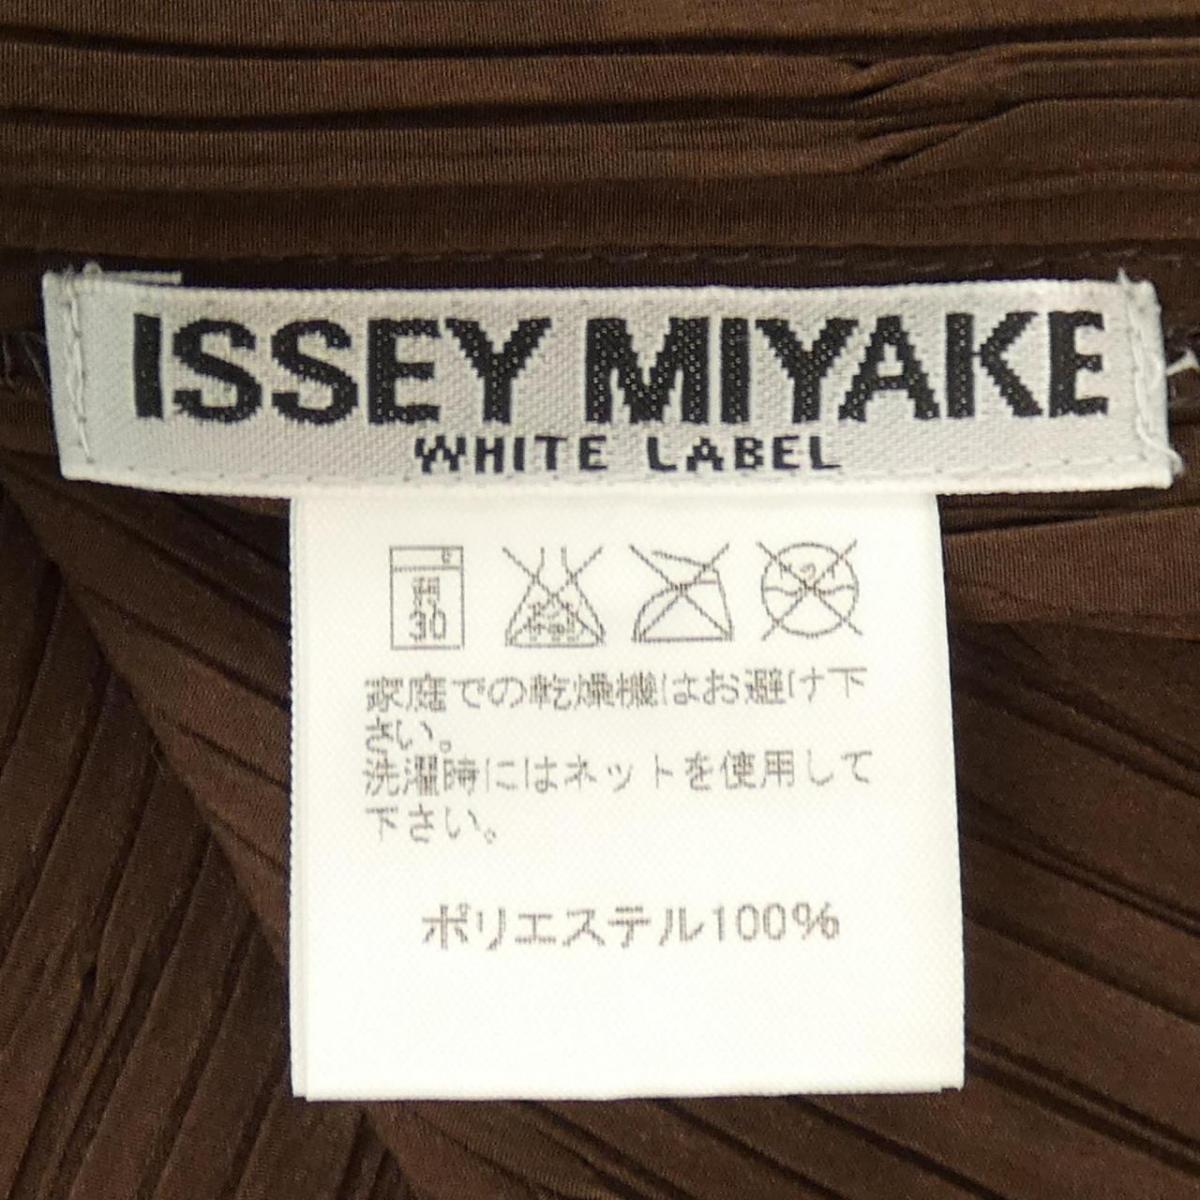 ISSEY MIYAKE
WHITE LABEL
30
家庭での乾燥機はお避け下
さい。
洗濯時にはネットを使用して
下さい。
ポリエステル100%